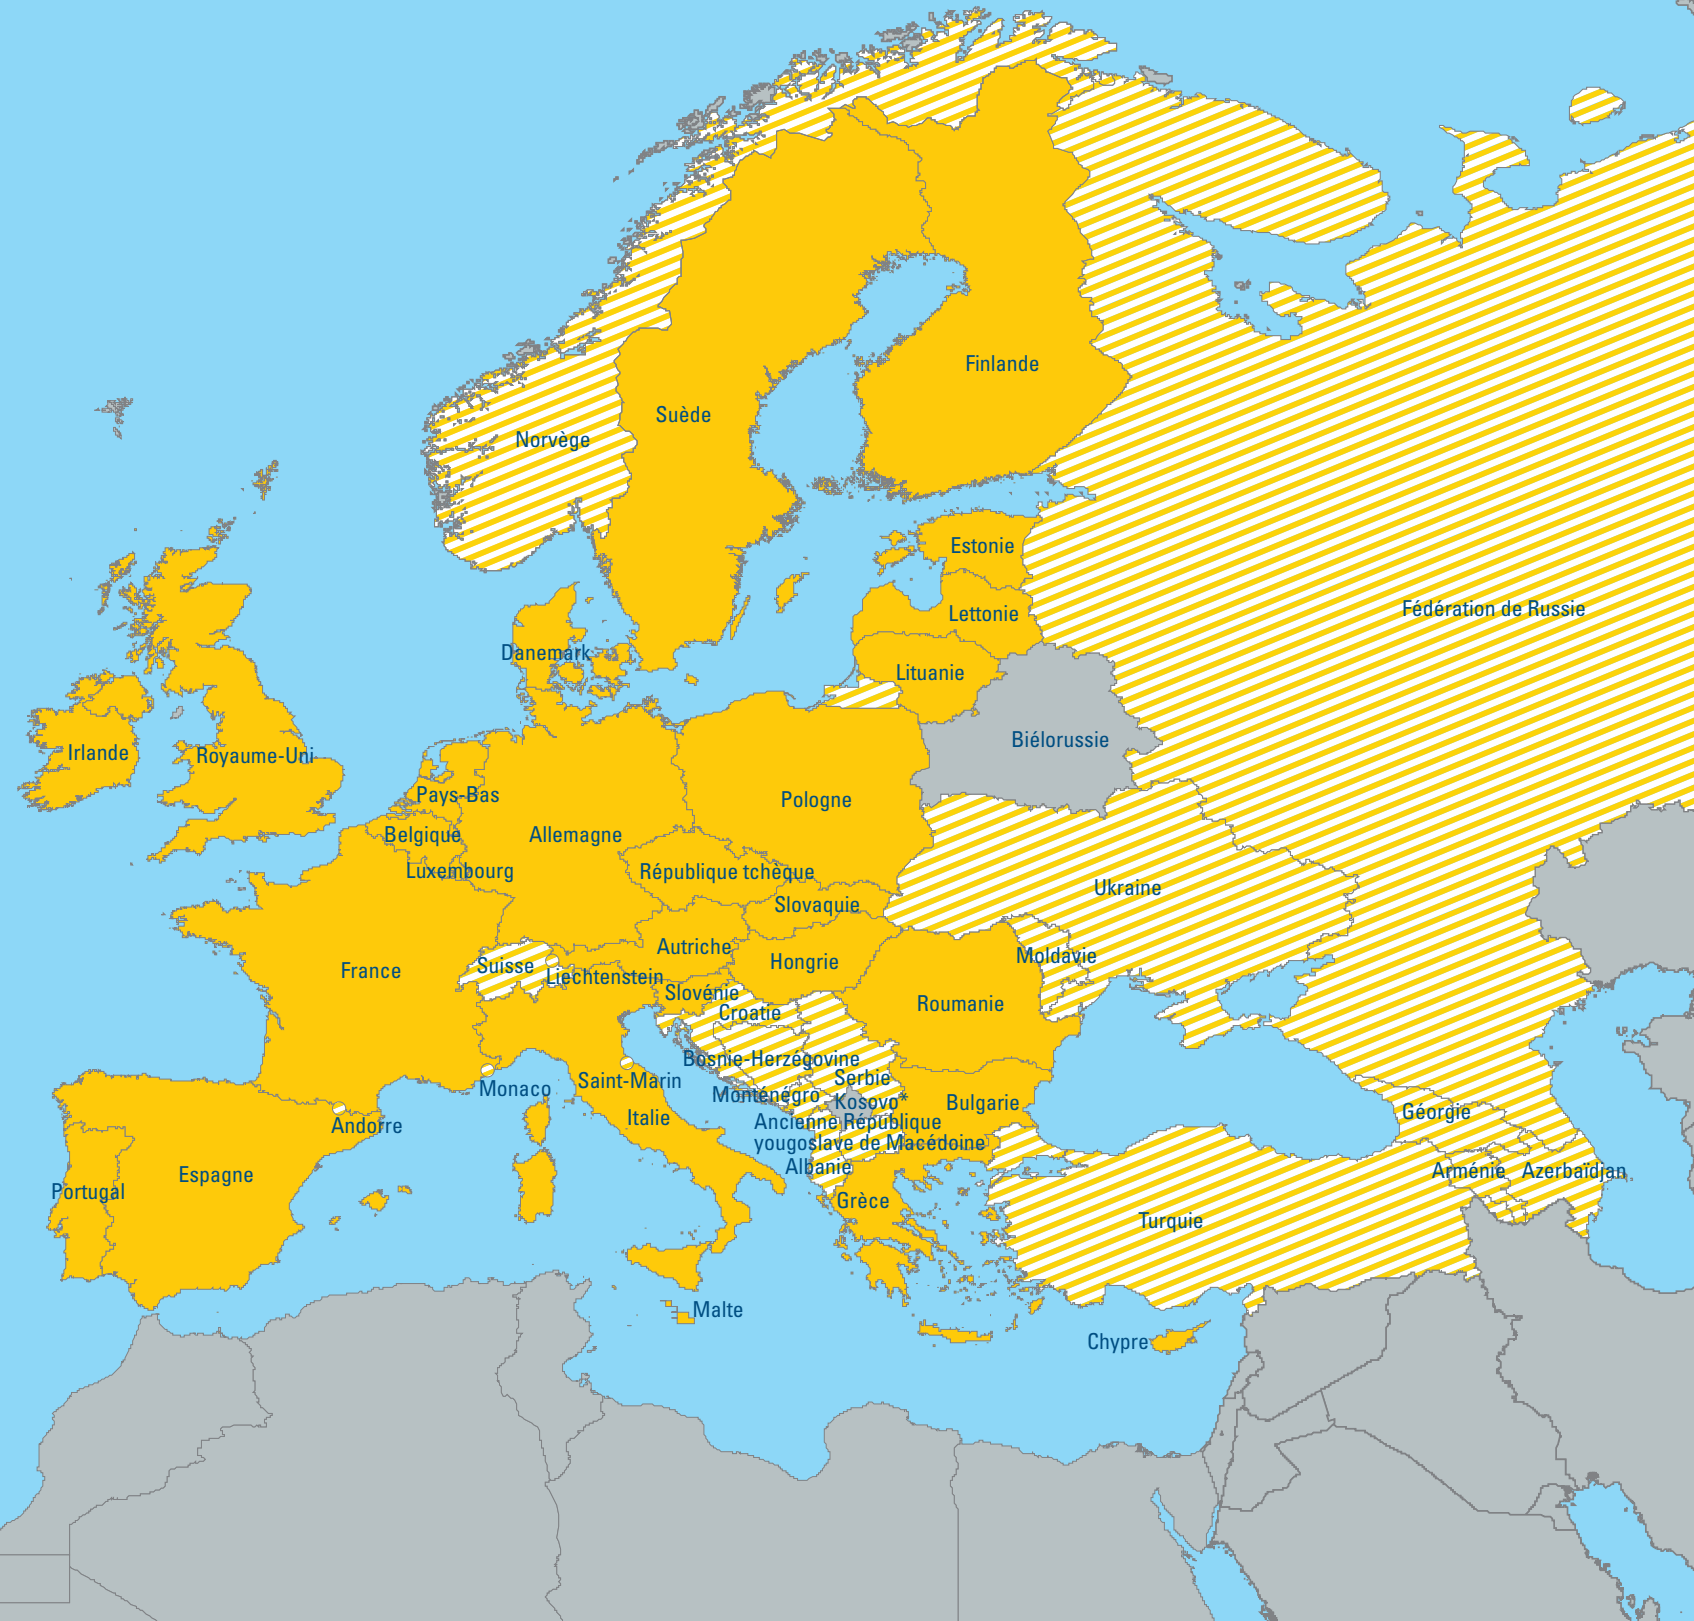 Finlande
Suède
Norvège
Estonie
Fédération de Russie
Lettonie
Danemark
Lituanie
Biélorussie
Irlande
Royaume-Uni
Pays-Bas
Pologne
Belgique
Allemagne
Luxembourg
République tchèque
Ukraine
Slovaquie
Autriche
Moldavie
Hongrie
Suisse
France
Liechtenstein
Slovénie
Roumanie
Croatie
Bosnie-Herzégovine
Serbie
Saint-Marin
Monaco
Monténégro
Kosovo*
Bulgarie
Géorgie
Italie
Andorre
Ancienne République
yougoslave de Macédoine
Albanie
Arménie
Azerbaïdjan
Espagne
Portugal
Grèce
Turquie
Malte
Chypre